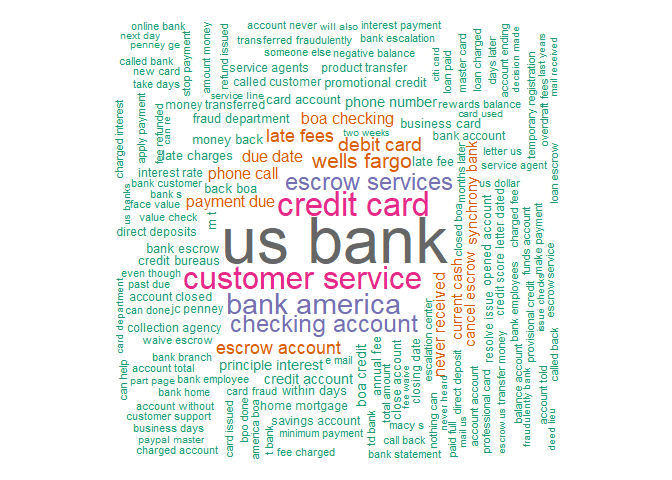 online bank
account never
will also
interest payment
next day
transferred fraudulently
bank escalation
penney ge
someone else
negative balance
called bank
service agents
product transfer
new card
called customer
promotional credit
take days
service line
stop payment
amount money
refund issued
citi card
loan paid
master card
loan charged
days later
account ending
decision made
last years
mail received
money transferred
card account
phone number
rewards balance
card used
fraud department
boa checking
business card
fee refunded
can re
apply payment
charged interest
money back
late fees
two weeks
debit card
bank account
temporary registration
overdraft fees
late charges
due date
wells fargo
late fee
letter us
service agent
interest rate
phone call
months later
synchrony bank
loan escrow
bank customer
back boa
escrow services
us dollar
bank s
face value
payment due
credit card
us banks
value check
m t
direct deposits
us bank
closed boa
cancel escrow
opened account
letter dated
charged fee
funds account
make payment
bank escrow
credit bureaus
customer service
even though
past due
bank america
current cash
never received
resolve issue
credit score
bank employees
provisional credit
issue checks
escrow service
account closed
can done
jc penney
checking account
collection agency
card department
waive escrow
escrow account
e mail
escalation center
bank branch
principle interest
account total
can help
part page
bank employee
credit account
boa credit
annual fee
fee waive
total amount
close account
closing date
never heard
direct deposit
professional card
account account
transfer money
balance account
fraudulently bank
account told
called back
bank home
card fraud
within days
account without
home mortgage
customer support
card issued
bpo done
america boa
t bank
savings account
td bank
macy s
nothing can
paid full
mail us
escrow us
deed lieu
business days
minimum payment
call back
paypal master
charged account
fee charged
bank statement